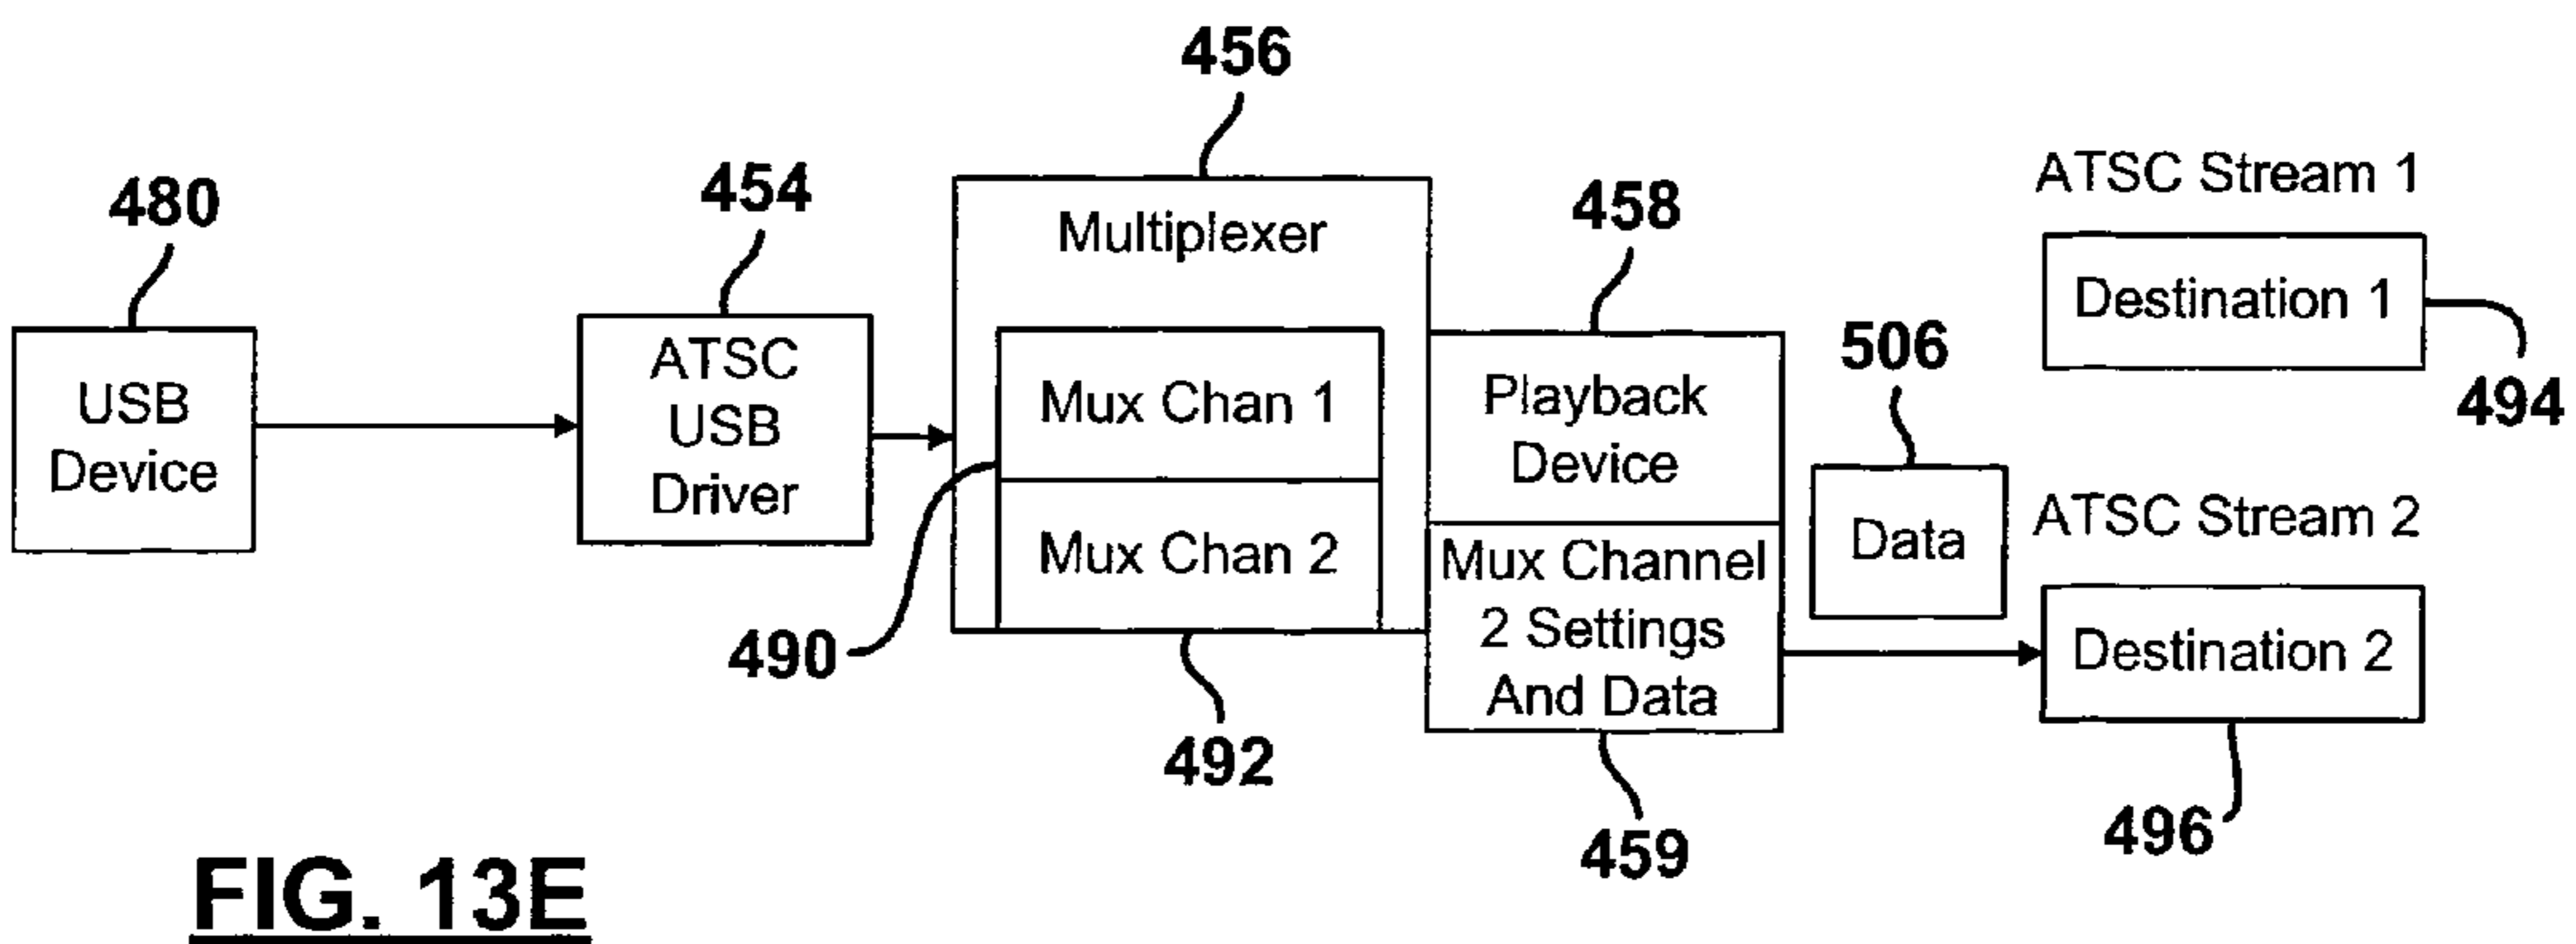 456
480
454
458
ATSC Stream 1
Multiplexer
Destination 1
506
494
USB
Device
ATSC
USB
Driver
Mux Chan 1
Mux Chan 2
Playback
Device
Mux Channel
2 Settings
And Data
Data
ATSC Stream 2
Destination 2
490
492
459
496
FIG. 13E